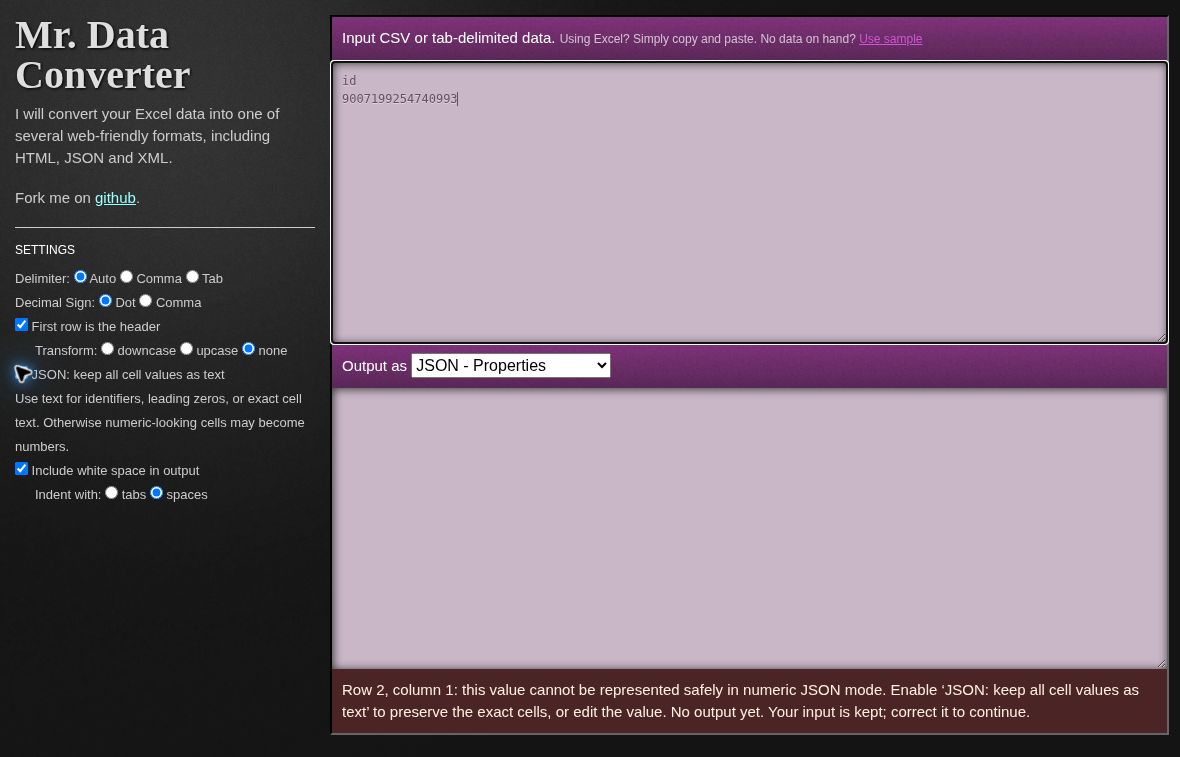 Mr. Data
Converter
I will convert your Excel data into one of
several web-friendly formats, including
HTML, JSON and XML.
Fork me on github.
SETTINGS
Delimiter: Auto Comma Tab
Decimal Sign: Dot Comma
First row is the header
Transform: downcase upcase none
JSON: keep all cell values as text
Use text for identifiers, leading zeros, or exact cell
text. Otherwise numeric-looking cells may become
numbers.
Include white space in output
Indent with: tabs spaces
Input CSV or tab-delimited data. Using Excel? Simply copy and paste. No data on hand? Use sample
id
9007199254740993
Output as JSON - Properties
Row 2, column 1: this value cannot be represented safely in numeric JSON mode. Enable ‘JSON: keep all cell values as
text’ to preserve the exact cells, or edit the value. No output yet. Your input is kept; correct it to continue.